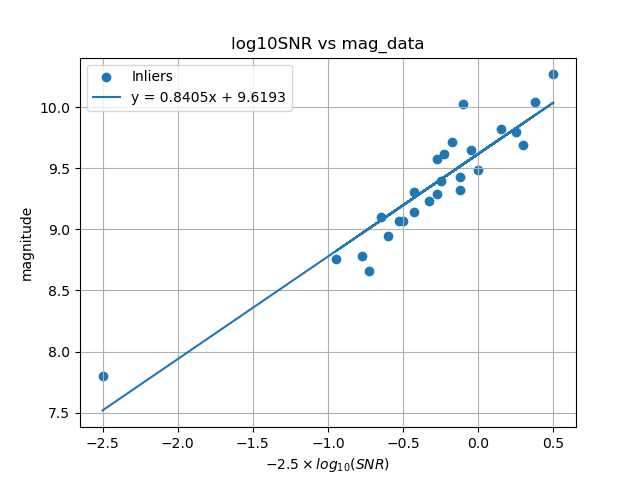 log10SNR vs mag_data
Inliers
y = 0.8405x + 9.6193
10.0
9.5
9.0
8.5
8.0
7.5
magnitude
−2.5 −2.0 −1.5 −1.0 −0.5 0.0 0.5
−2.5 × log₁₀(SNR)